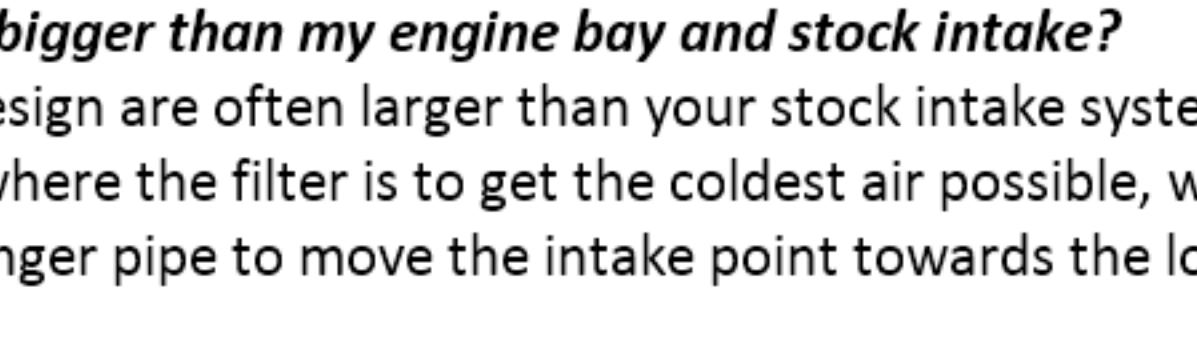 bigger than my engine bay and stock intake?
esign are often larger than your stock intake syste
where the filter is to get the coldest air possible, w
nger pipe to move the intake point towards the lo